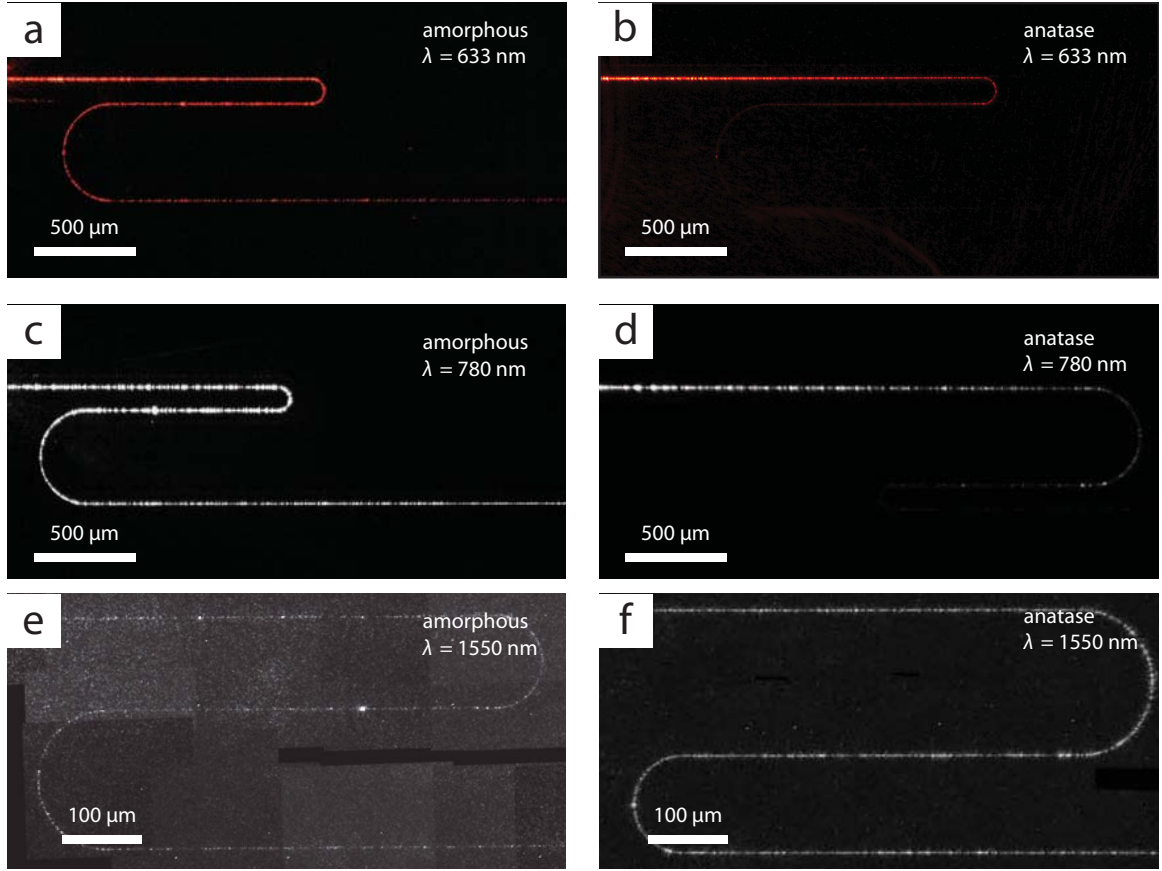 a
amorphous
λ = 633 nm
500 µm
b
anatase
λ = 633 nm
500 µm
c
amorphous
λ = 780 nm
500 µm
d
anatase
λ = 780 nm
500 µm
e
amorphous
λ = 1550 nm
100 µm
f
anatase
λ = 1550 nm
100 µm